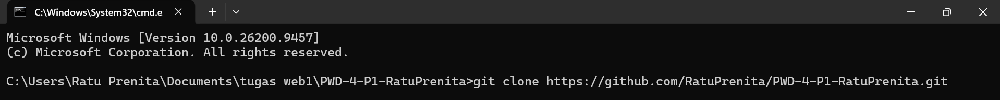 C:\Windows\System32\cmd.e
Microsoft Windows [Version 10.0.26200.9457]
(c) Microsoft Corporation. All rights reserved.
C:\Users\Ratu Prenita\Documents\tugas web1\PWD-4-P1-RatuPrenita>git clone https://github.com/RatuPrenita/PWD-4-P1-RatuPrenita.git